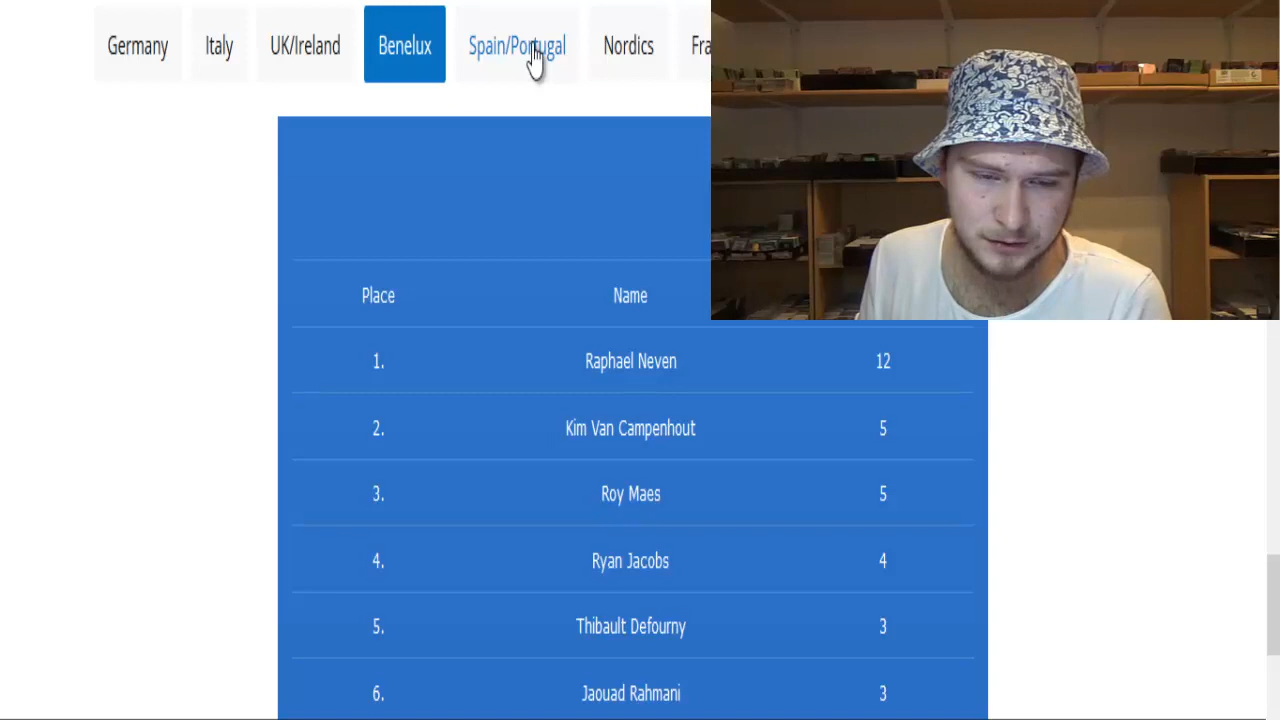 Germany Italy UK/Ireland Benelux Spain/Portugal Nordics Fra
Place Name
1. Raphael Neven 12
2. Kim Van Campenhout 5
3. Roy Maes 5
4. Ryan Jacobs 4
5. Thibault Defourny 3
6. Jaouad Rahmani 3